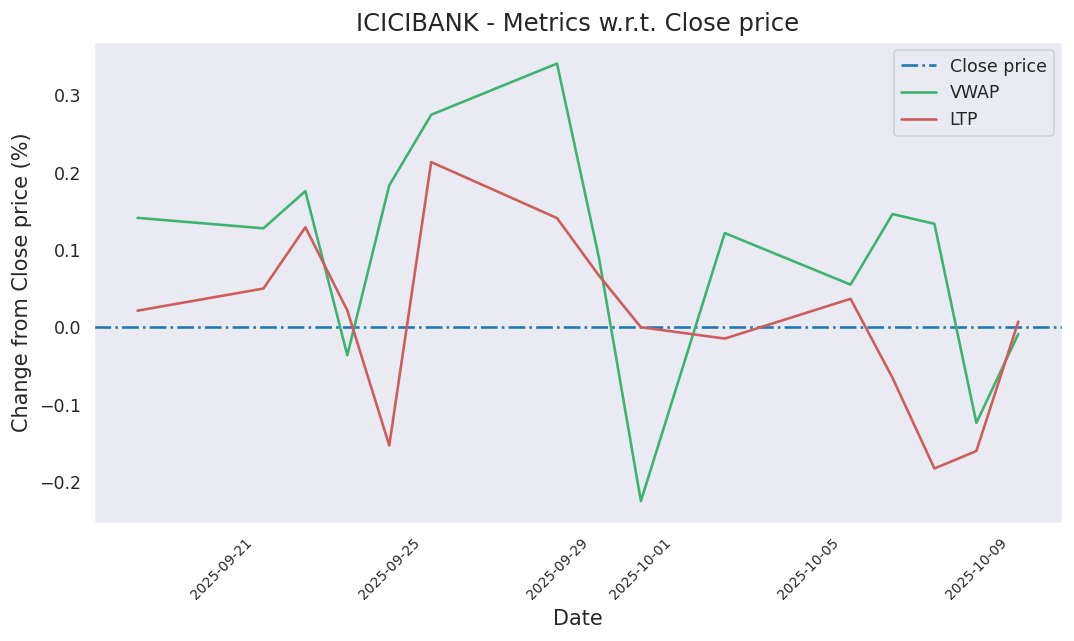 ICICIBANK - Metrics w.r.t. Close price
Close price
VWAP
LTP
Change from Close price (%)
0.3
0.2
0.1
0.0
−0.1
−0.2
2025-09-21
2025-09-25
2025-09-29
2025-10-01
2025-10-05
2025-10-09
Date